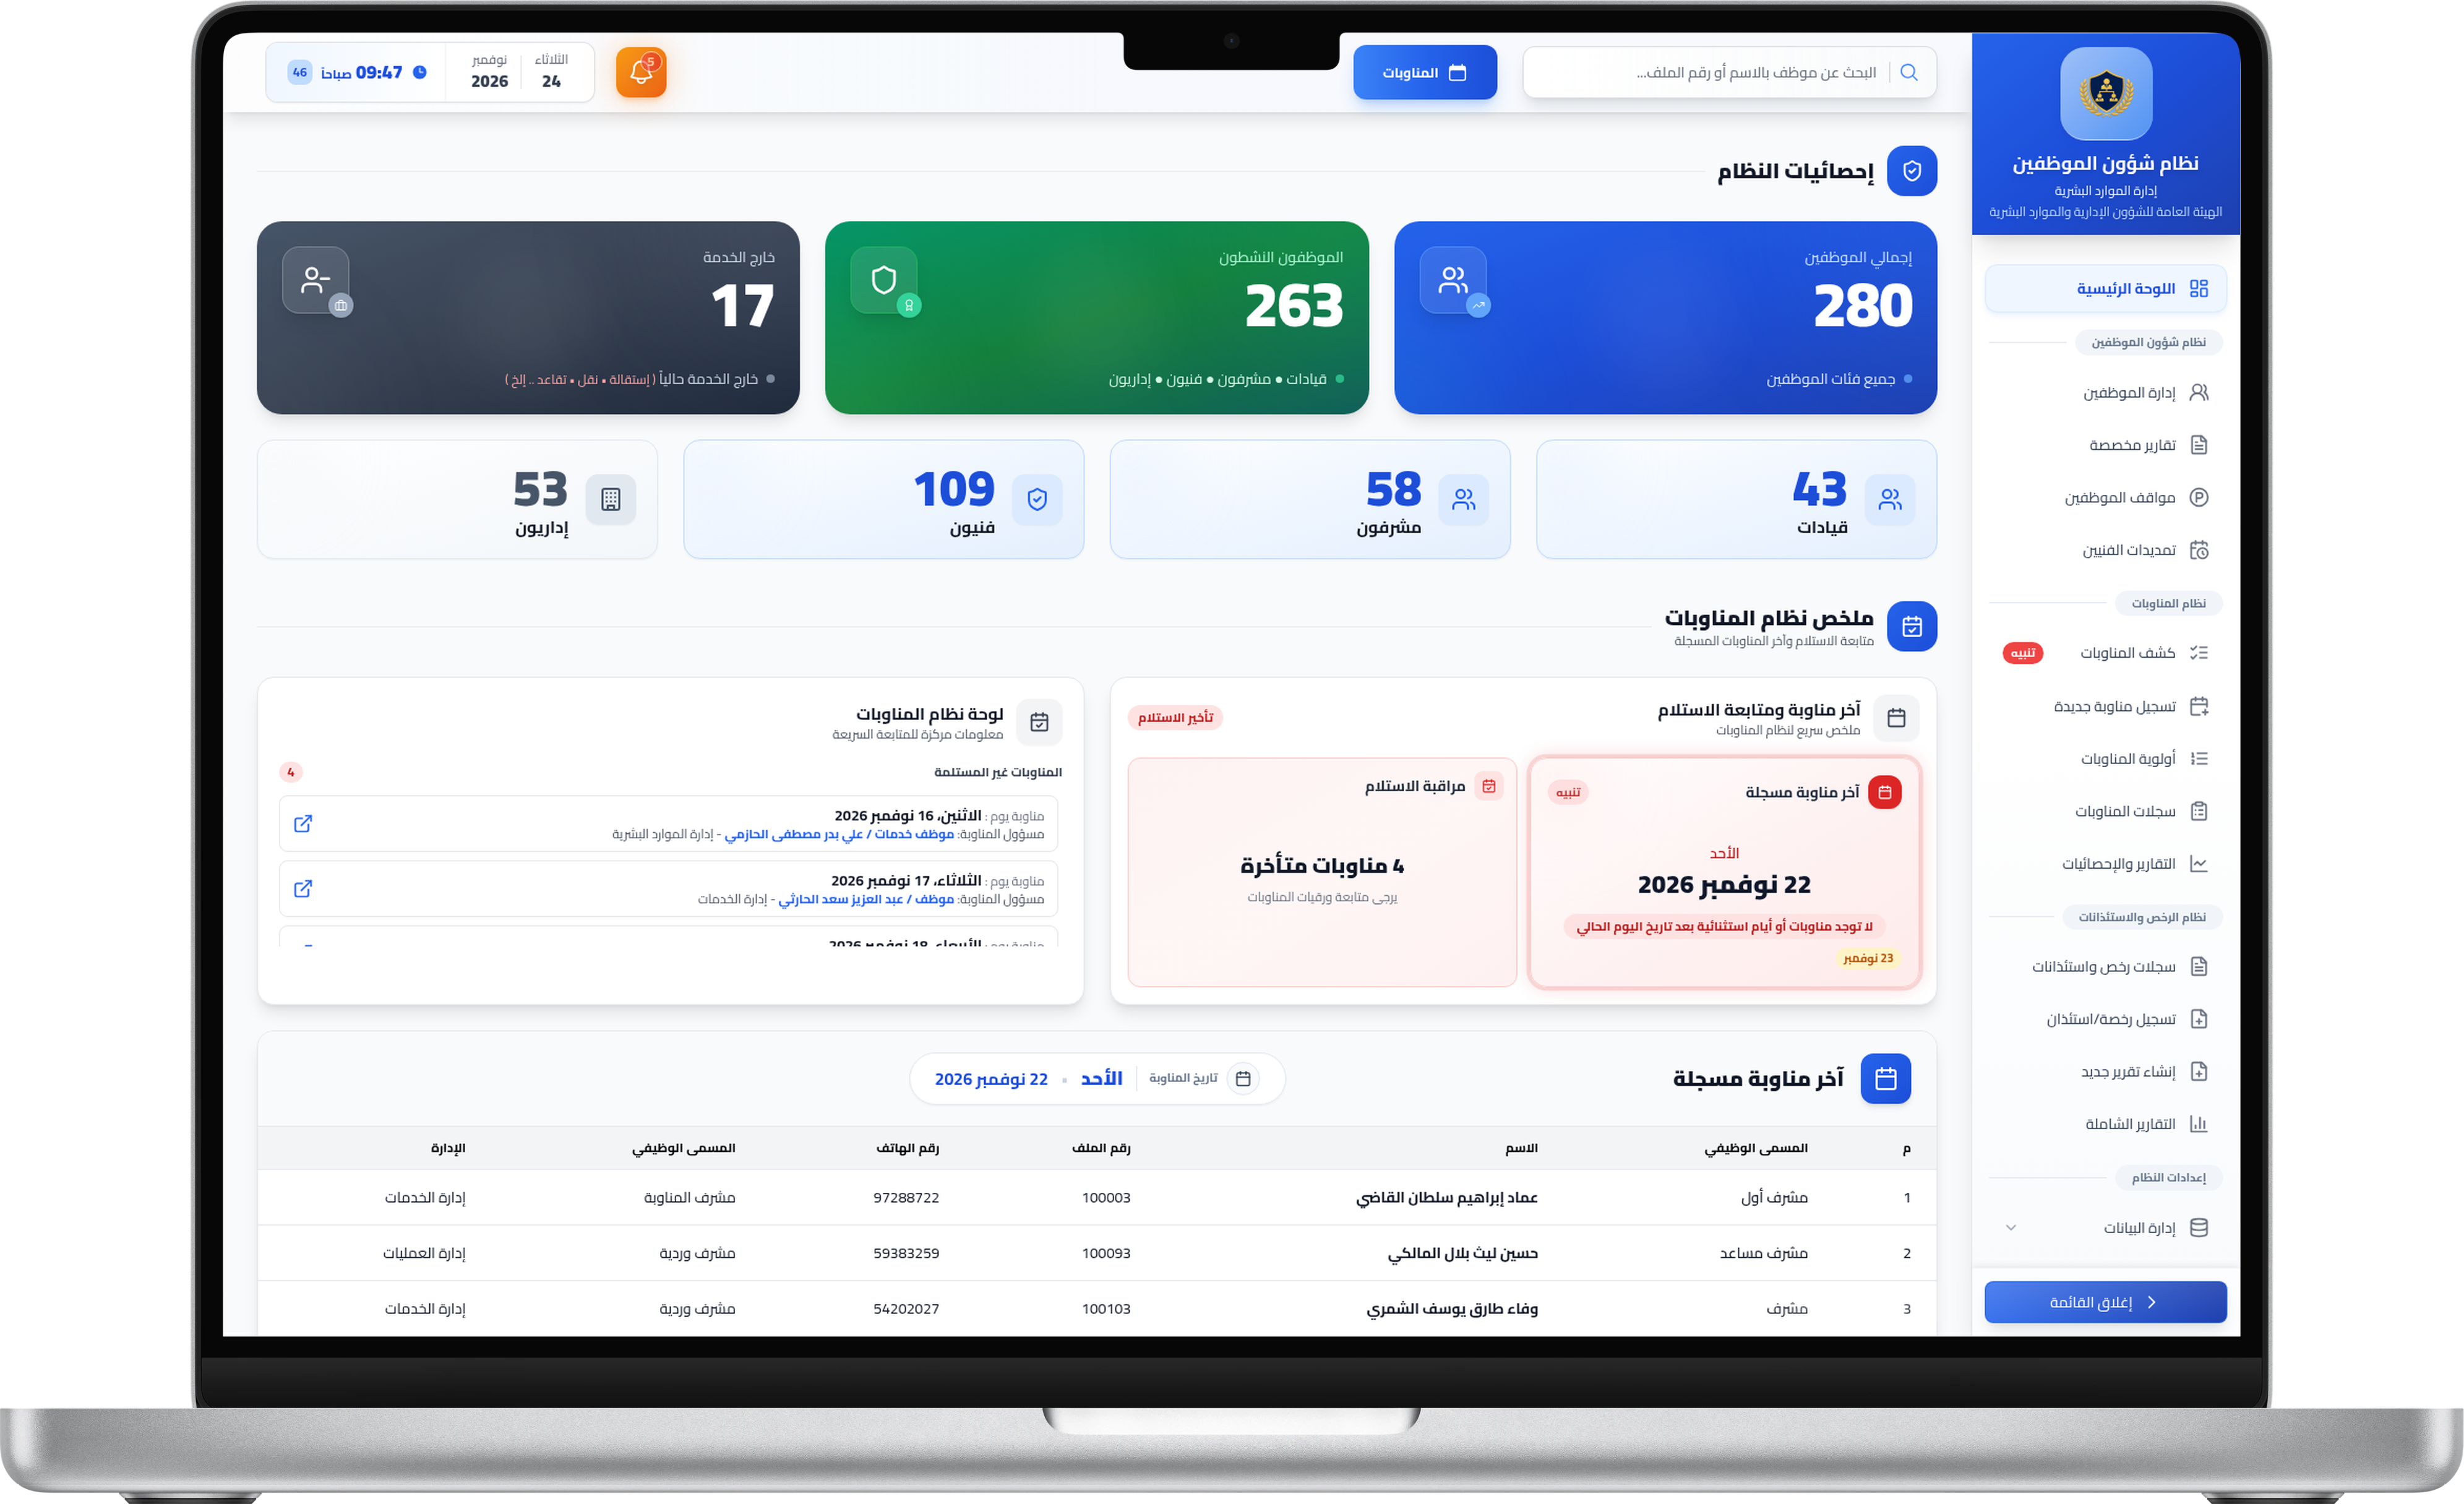 نظام شؤون الموظفين
إدارة الموارد البشرية
الهيئة العامة للشؤون الإدارية والموارد البشرية
اللوحة الرئيسية
نظام شؤون الموظفين
إدارة الموظفين
تقارير مخصصة
مواقف الموظفين
تمديدات الفنيين
نظام المناوبات
كشف المناوبات تنبيه
تسجيل مناوبة جديدة
أولوية المناوبات
سجلات المناوبات
التقارير والإحصائيات
نظام الرخص والاستئذانات
سجلات رخص واستئذانات
تسجيل رخصة/استئذان
إنشاء تقرير جديد
التقارير الشاملة
إعدادات النظام
إدارة البيانات
إغلاق القائمة
البحث عن موظف بالاسم أو رقم الملف...
المناوبات
5
الثلاثاء نوفمبر
24 2026
09:47 صباحاً 46
إحصائيات النظام
إجمالي الموظفين
280
جميع فئات الموظفين
الموظفون النشطون
263
قيادات ● مشرفون ● فنيون ● إداريون
خارج الخدمة
17
خارج الخدمة حالياً ( إستقالة • نقل • تقاعد .. إلخ )
43
قيادات
58
مشرفون
109
فنيون
53
إداريون
ملخص نظام المناوبات
متابعة الاستلام وآخر المناوبات المسجلة
آخر مناوبة ومتابعة الاستلام
ملخص سريع لنظام المناوبات
تأخير الاستلام
آخر مناوبة مسجلة تنبيه
الأحد
22 نوفمبر 2026
لا توجد مناوبات أو أيام استثنائية بعد تاريخ اليوم الحالي
23 نوفمبر
مراقبة الاستلام
4 مناوبات متأخرة
يرجى متابعة ورقيات المناوبات
لوحة نظام المناوبات
معلومات مركزة للمتابعة السريعة
المناوبات غير المستلمة 4
مناوبة يوم : الاثنين، 16 نوفمبر 2026
مسؤول المناوبة: موظف خدمات / علي بدر مصطفى الحازمي - إدارة الموارد البشرية
مناوبة يوم : الثلاثاء، 17 نوفمبر 2026
مسؤول المناوبة: موظف / عبد العزيز سعد الحارثي - إدارة الخدمات
مناوبة يوم : الأربعاء، 18 نوفمبر 2026
آخر مناوبة مسجلة
تاريخ المناوبة الأحد • 22 نوفمبر 2026
م المسمى الوظيفي الاسم رقم الملف رقم الهاتف المسمى الوظيفي الإدارة
1 مشرف أول عماد إبراهيم سلطان القاضي 100003 97288722 مشرف المناوبة إدارة الخدمات
2 مشرف مساعد حسين ليث بلال المالكي 100093 59383259 مشرف وردية إدارة العمليات
3 مشرف وفاء طارق يوسف الشمري 100103 54202027 مشرف وردية إدارة الخدمات